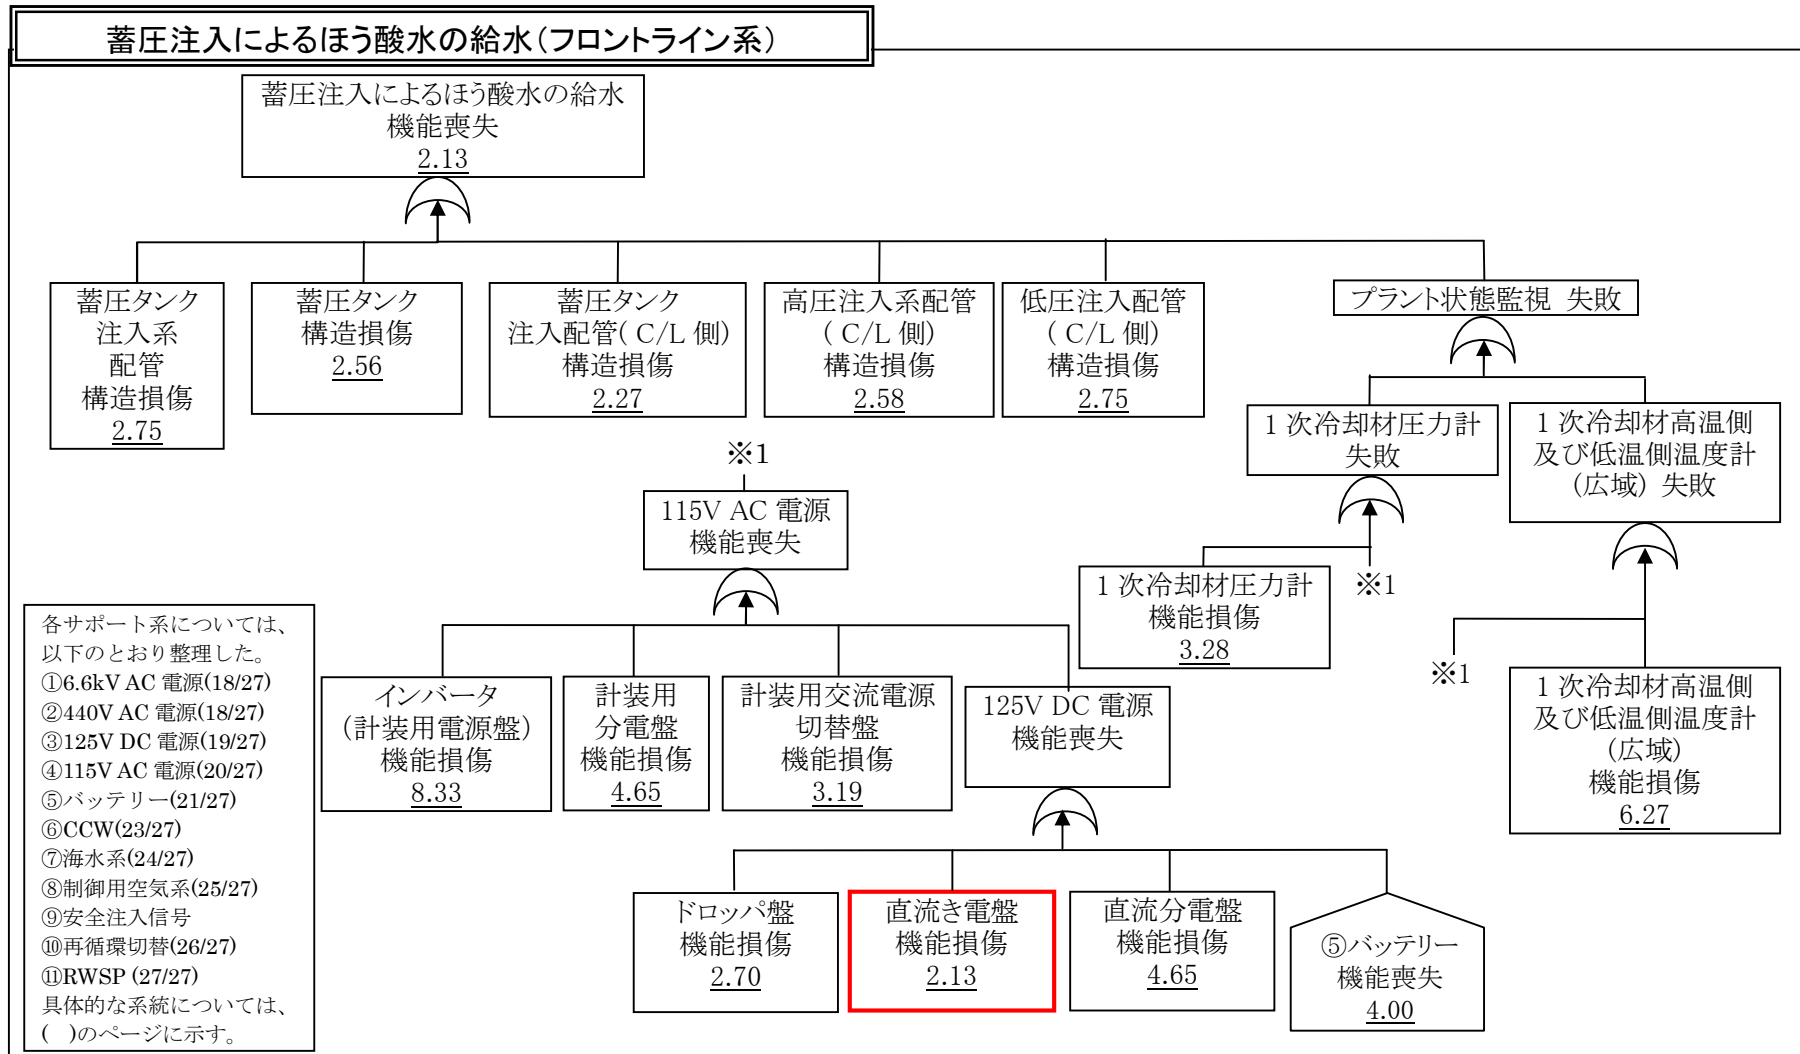 蓄圧注入によるほう酸水の給水(フロントライン系)
蓄圧注入によるほう酸水の給水
機能喪失
2.13
蓄圧タンク
注入系
配管
構造損傷
2.75
蓄圧タンク
構造損傷
2.56
蓄圧タンク
注入配管( C/L 側)
構造損傷
2.27
高圧注入系配管
( C/L 側)
構造損傷
2.58
低圧注入配管
( C/L 側)
構造損傷
2.75
プラント状態監視 失敗
1 次冷却材圧力計
失敗
1 次冷却材高温側
及び低温側温度計
(広域) 失敗
※1
115V AC 電源
機能喪失
1 次冷却材圧力計
機能損傷
3.28
※1
※1
1 次冷却材高温側
及び低温側温度計
(広域)
機能損傷
6.27
インバータ
(計装用電源盤)
機能損傷
8.33
計装用
分電盤
機能損傷
4.65
計装用交流電源
切替盤
機能損傷
3.19
125V DC 電源
機能喪失
ドロッパ盤
機能損傷
2.70
直流き電盤
機能損傷
2.13
直流分電盤
機能損傷
4.65
⑤バッテリー
機能喪失
4.00
各サポート系については、
以下のとおり整理した。
①6.6kV AC 電源(18/27)
②440V AC 電源(18/27)
③125V DC 電源(19/27)
④115V AC 電源(20/27)
⑤バッテリー(21/27)
⑥CCW(23/27)
⑦海水系(24/27)
⑧制御用空気系(25/27)
⑨安全注入信号
⑩再循環切替(26/27)
⑪RWSP (27/27)
具体的な系統については、
( )のページに示す。